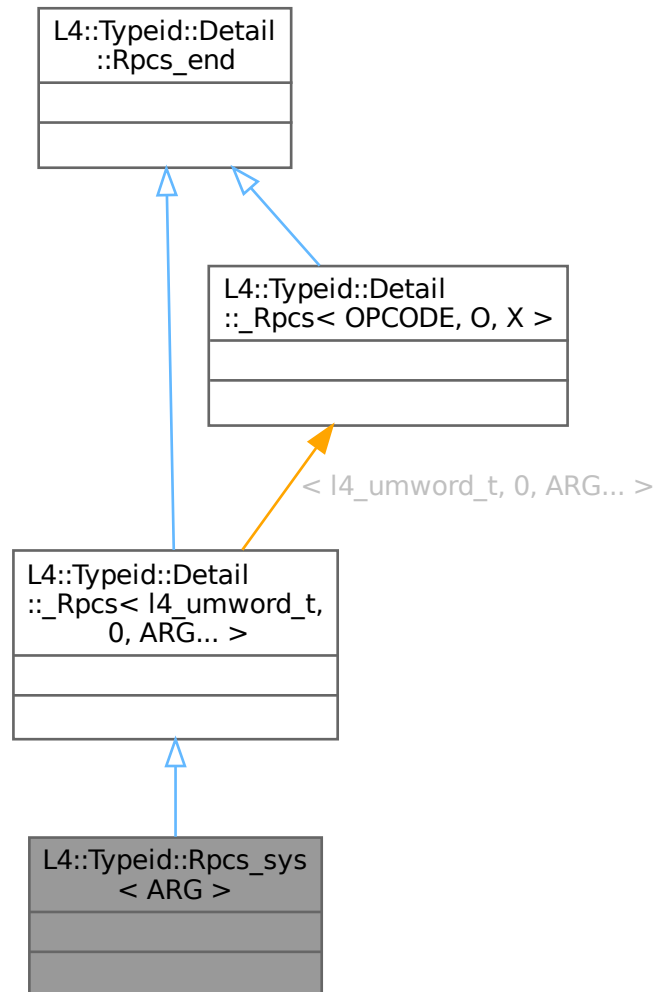 L4::Typeid::Detail
::Rpcs_end
L4::Typeid::Detail
::_Rpcs< OPCODE, O, X >
< l4_umword_t, 0, ARG... >
L4::Typeid::Detail
::_Rpcs< l4_umword_t,
0, ARG... >
L4::Typeid::Rpcs_sys
< ARG >